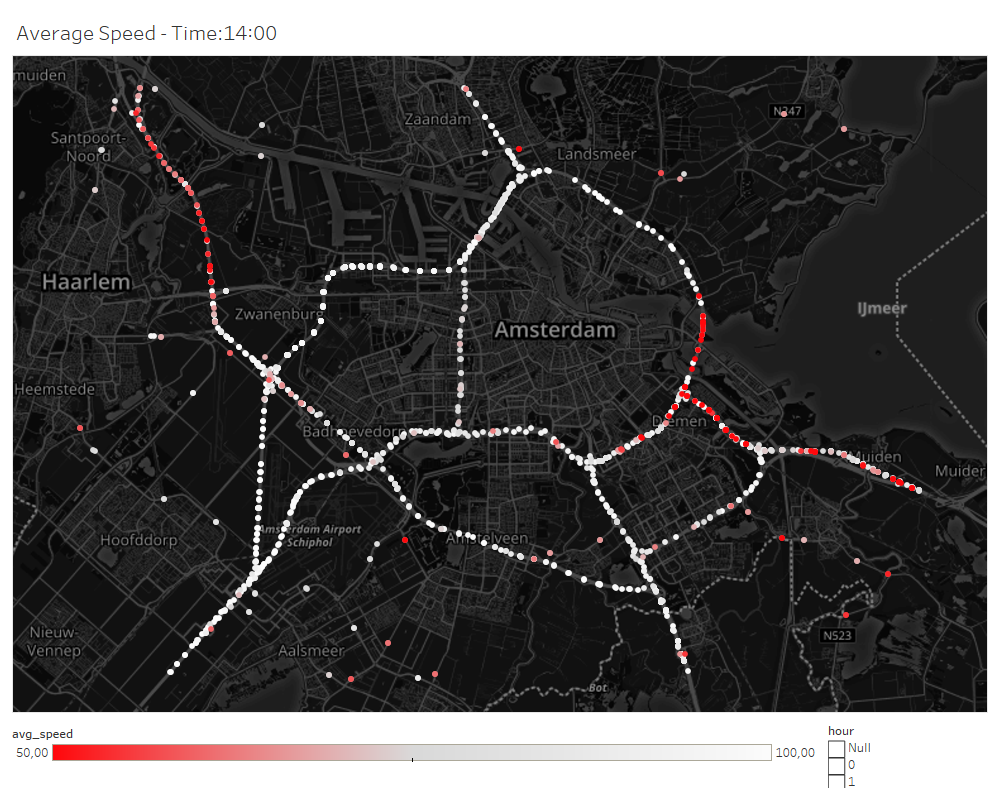 Average Speed - Time:14:00
muiden
N247
Zaandam
Santpoort-
Noord
Landsmeer
Haarlem
IJmeer
Zwanenburg
Amsterdam
Heemstede
Diemen
Badhoevedorp
Muiden
Muider
Amsterdam Airport
Schiphol
Hoofddorp
Amstelveen
Nieuw-
Vennep
N523
Aalsmeer
Bot
avg_speed
50,00
100,00
hour
Null
0
1